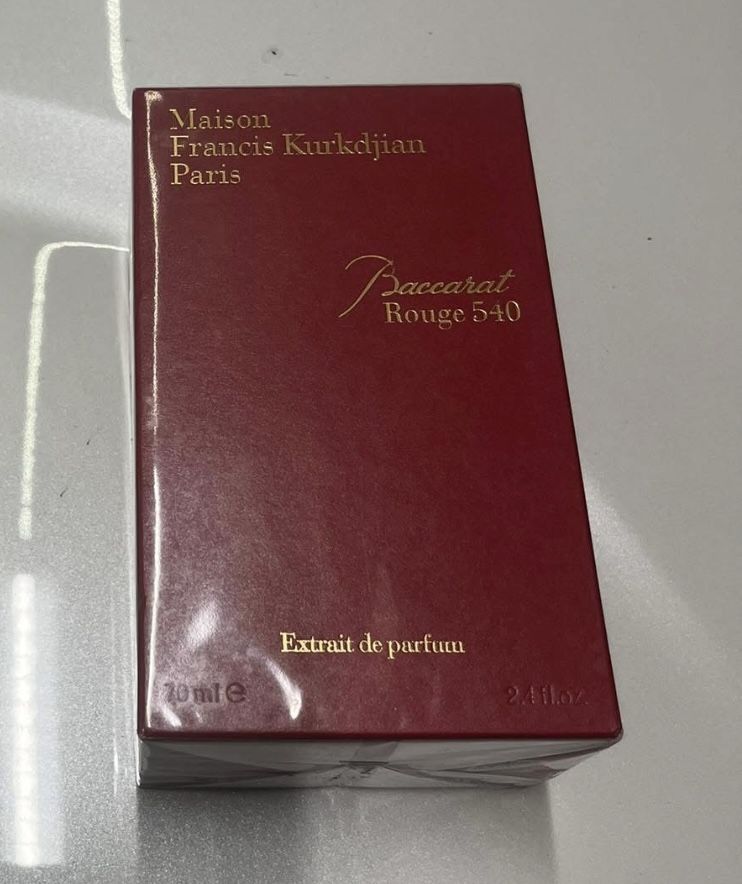 Maison
Francis Kurkdjian
Paris
Baccarat
Rouge 540
Extrait de parfum
70 ml e 2.4 fl.oz.